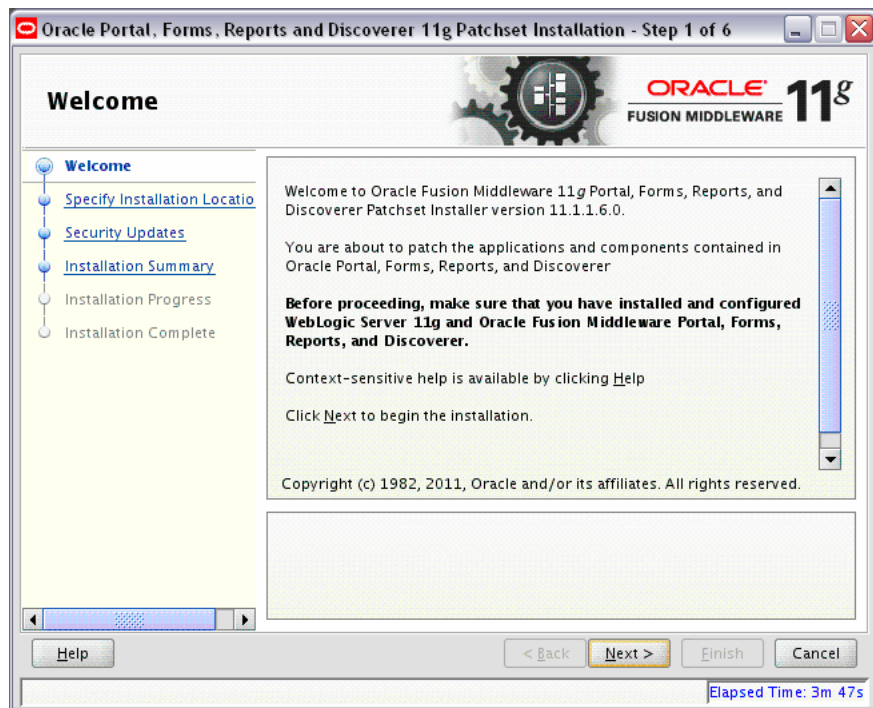 Oracle Portal, Forms, Reports and Discoverer 11g Patchset Installation - Step 1 of 6
Welcome
ORACLE
FUSION MIDDLEWARE
11g
Welcome
Specify Installation Locatio
Security Updates
Installation Summary
Installation Progress
Installation Complete
Welcome to Oracle Fusion Middleware 11g Portal, Forms, Reports, and
Discoverer Patchset Installer version 11.1.1.6.0.
You are about to patch the applications and components contained in
Oracle Portal, Forms, Reports, and Discoverer
Before proceeding, make sure that you have installed and configured
WebLogic Server 11g and Oracle Fusion Middleware Portal, Forms,
Reports, and Discoverer.
Context-sensitive help is available by clicking Help
Click Next to begin the installation.
Copyright (c) 1982, 2011, Oracle and/or its affiliates. All rights reserved.
Help
< Back
Next >
Finish
Cancel
Elapsed Time: 3m 47s